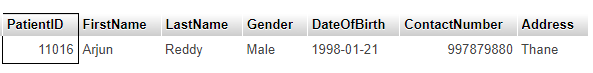 PatientID FirstName LastName Gender DateOfBirth ContactNumber Address
11016 Arjun Reddy Male 1998-01-21 997879880 Thane